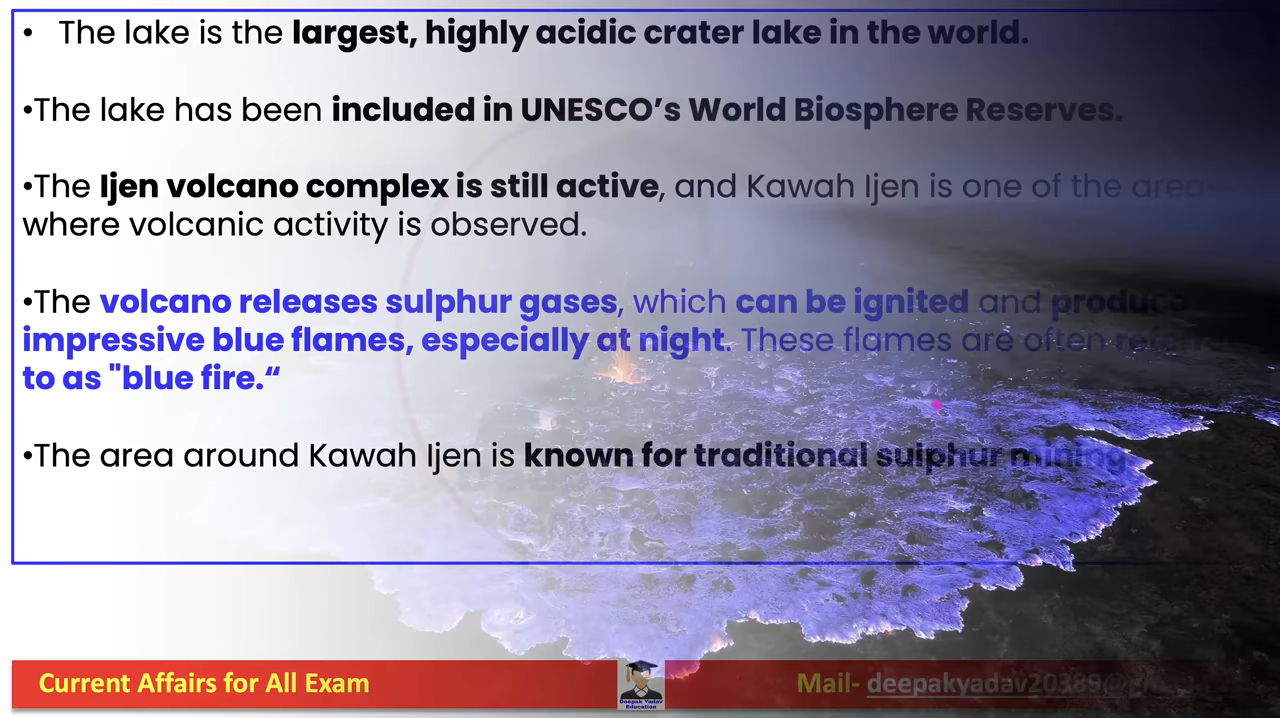 • The lake is the largest, highly acidic crater lake in the world.
•The lake has been included in UNESCO’s World Biosphere Reserves.
•The Ijen volcano complex is still active, and Kawah Ijen is one of the areas
where volcanic activity is observed.
•The volcano releases sulphur gases, which can be ignited and produce
impressive blue flames, especially at night. These flames are often
to as "blue fire.“
•The area around Kawah Ijen is known for traditional sulphur mining
Current Affairs for All Exam
Deepak Yadav
Education
Mail- deepakyadav20389@